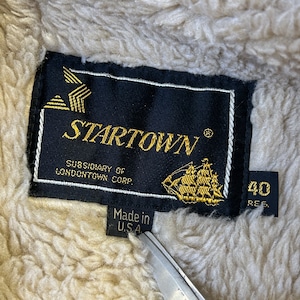 STARTOWN®
SUBSIDIARY OF
LONDONTOWN CORP.
40
REG.
Made in
U.S.A.